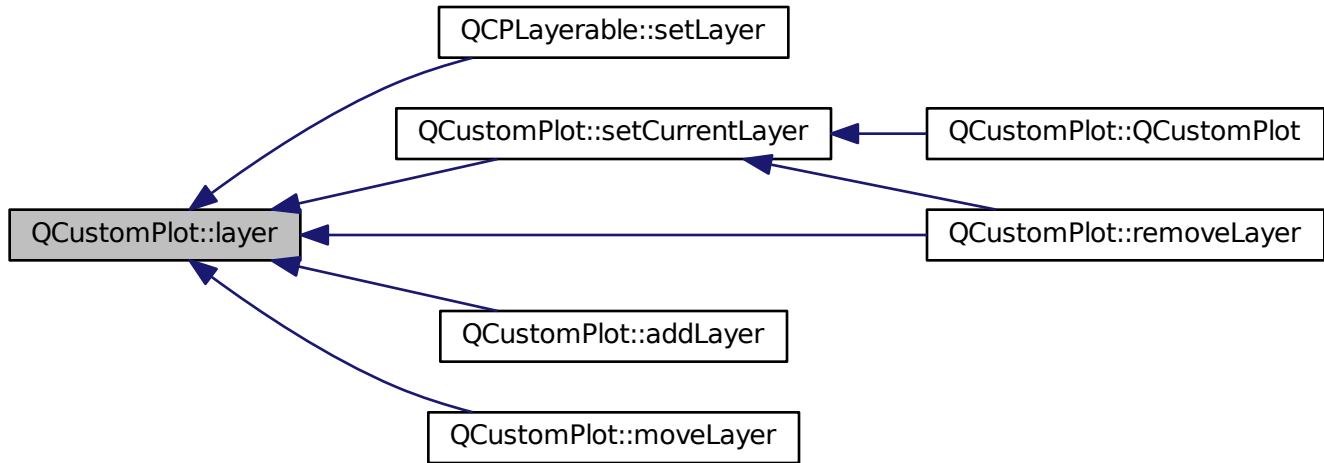 QCPLayerable::setLayer
QCustomPlot::setCurrentLayer
QCustomPlot::QCustomPlot
QCustomPlot::layer
QCustomPlot::removeLayer
QCustomPlot::addLayer
QCustomPlot::moveLayer